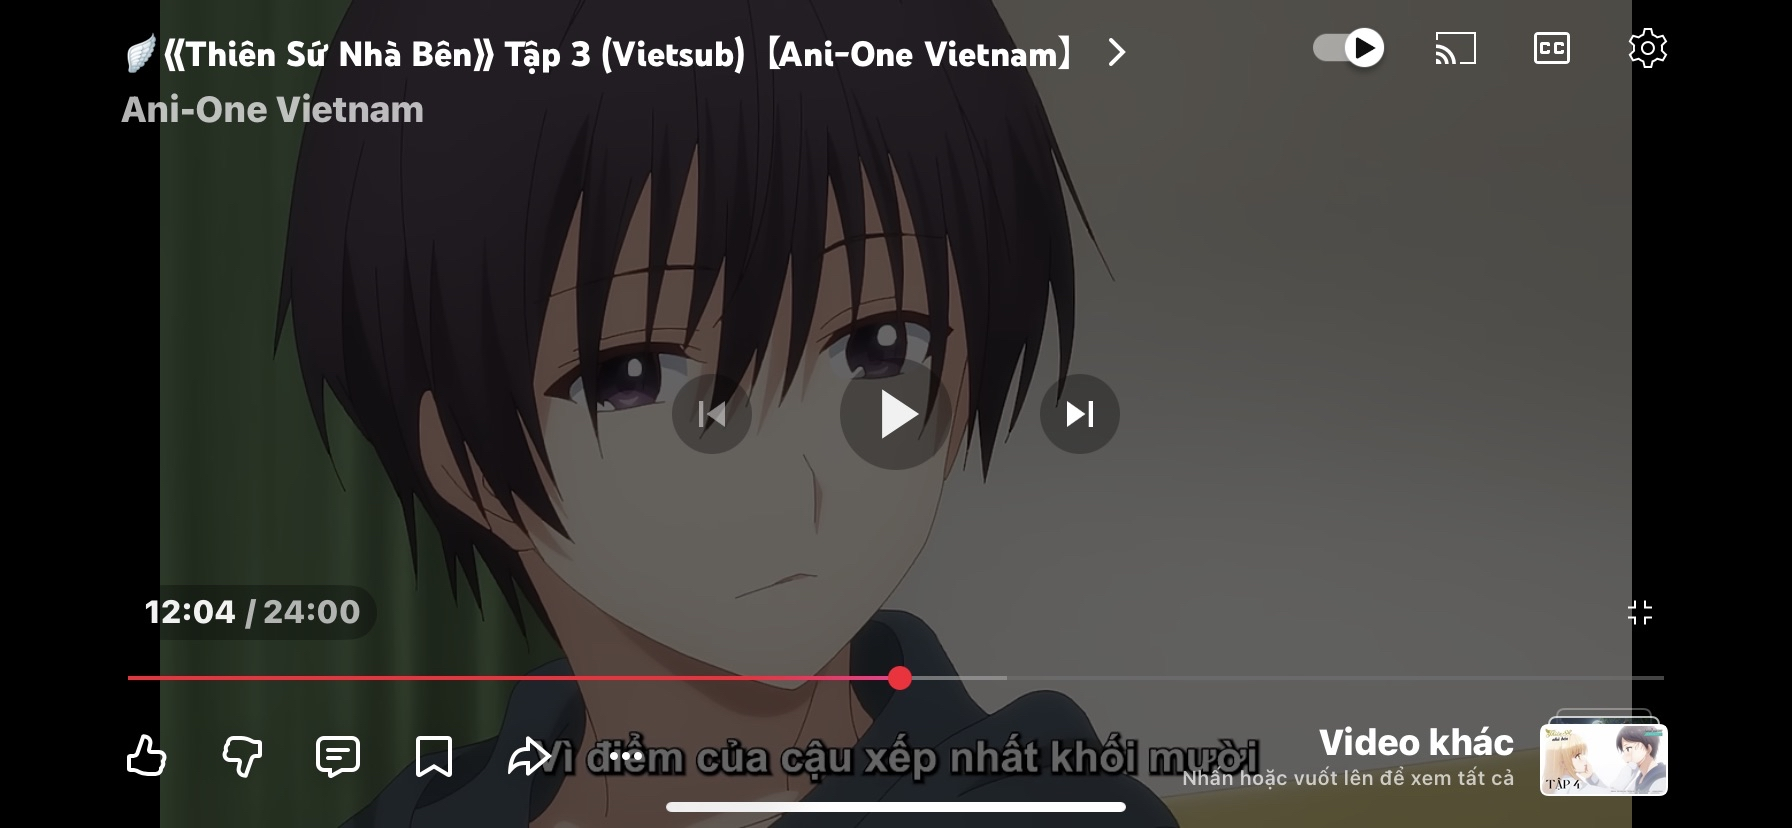 《Thiên Sứ Nhà Bên》 Tập 3 (Vietsub)【Ani-One Vietnam】
Ani-One Vietnam
CC
12:04 / 24:00
Vì điểm của cậu xếp nhất khối mười
Video khác
Nhấn hoặc vuốt lên để xem tất cả
TẬP 4